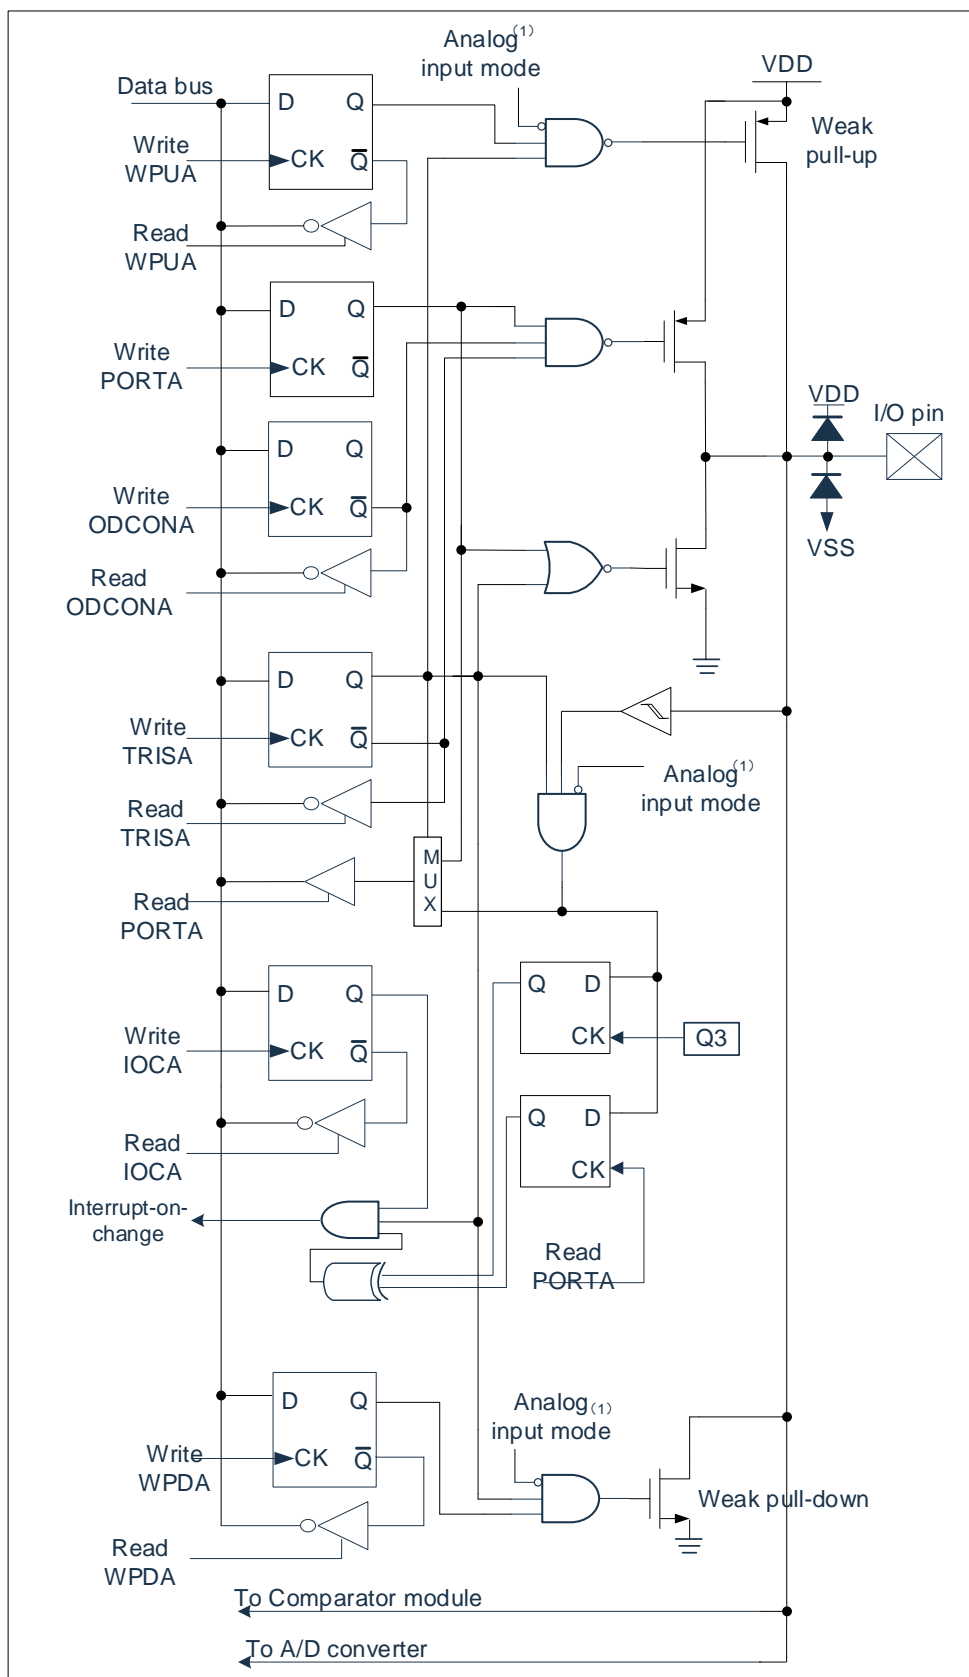 Analog(1)
input mode
VDD
Data bus
D
Q
Weak
pull-up
Write
WPUA
CK
Q̅
Read
WPUA
D
Q
Write
PORTA
CK
Q̅
VDD
I/O pin
D
Q
Write
ODCONA
CK
Q̅
VSS
Read
ODCONA
D
Q
Write
TRISA
CK
Q̅
Analog(1)
input mode
Read
TRISA
MUX
Read
PORTA
D
Q
Q
D
Write
IOCA
CK
Q̅
CK
Q3
Q
D
Read
IOCA
CK
Interrupt-on-
change
Read
PORTA
D
Q
Analog(1)
input mode
Write
WPDA
CK
Q̅
Weak pull-down
Read
WPDA
To Comparator module
To A/D converter